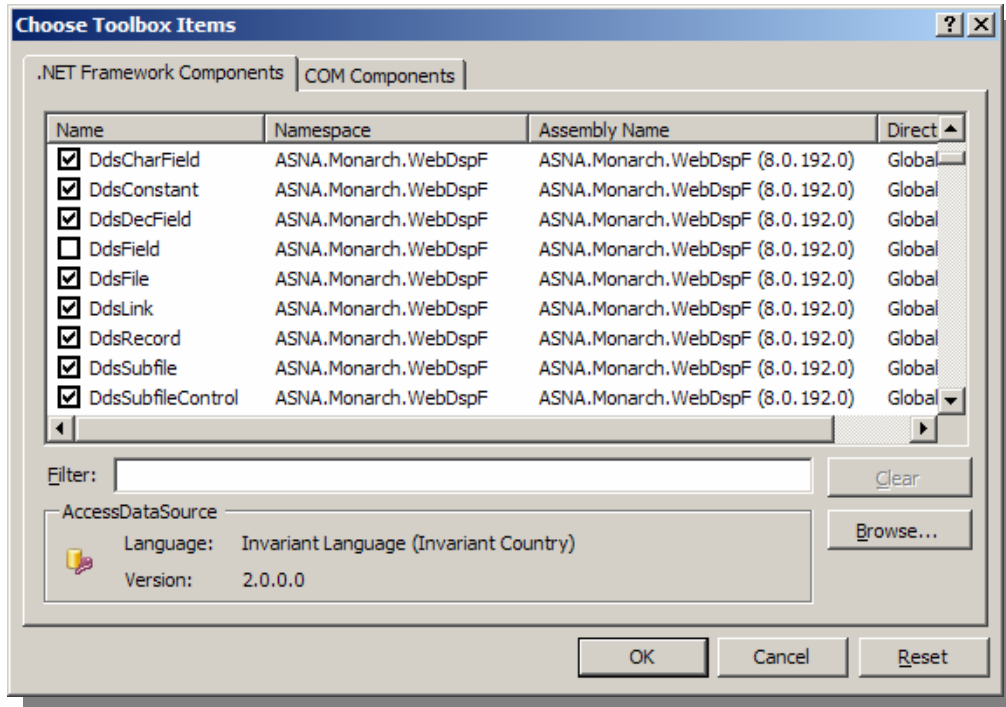 Choose Toolbox Items
.NET Framework Components COM Components
Name Namespace Assembly Name Direct
DdsCharField ASNA.Monarch.WebDspF ASNA.Monarch.WebDspF (8.0.192.0) Global
DdsConstant ASNA.Monarch.WebDspF ASNA.Monarch.WebDspF (8.0.192.0) Global
DdsDecField ASNA.Monarch.WebDspF ASNA.Monarch.WebDspF (8.0.192.0) Global
DdsField ASNA.Monarch.WebDspF ASNA.Monarch.WebDspF (8.0.192.0) Global
DdsFile ASNA.Monarch.WebDspF ASNA.Monarch.WebDspF (8.0.192.0) Global
DdsLink ASNA.Monarch.WebDspF ASNA.Monarch.WebDspF (8.0.192.0) Global
DdsRecord ASNA.Monarch.WebDspF ASNA.Monarch.WebDspF (8.0.192.0) Global
DdsSubfile ASNA.Monarch.WebDspF ASNA.Monarch.WebDspF (8.0.192.0) Global
DdsSubfileControl ASNA.Monarch.WebDspF ASNA.Monarch.WebDspF (8.0.192.0) Global
Filter: Clear
AccessDataSource
Language: Invariant Language (Invariant Country) Browse...
Version: 2.0.0.0
OK Cancel Reset